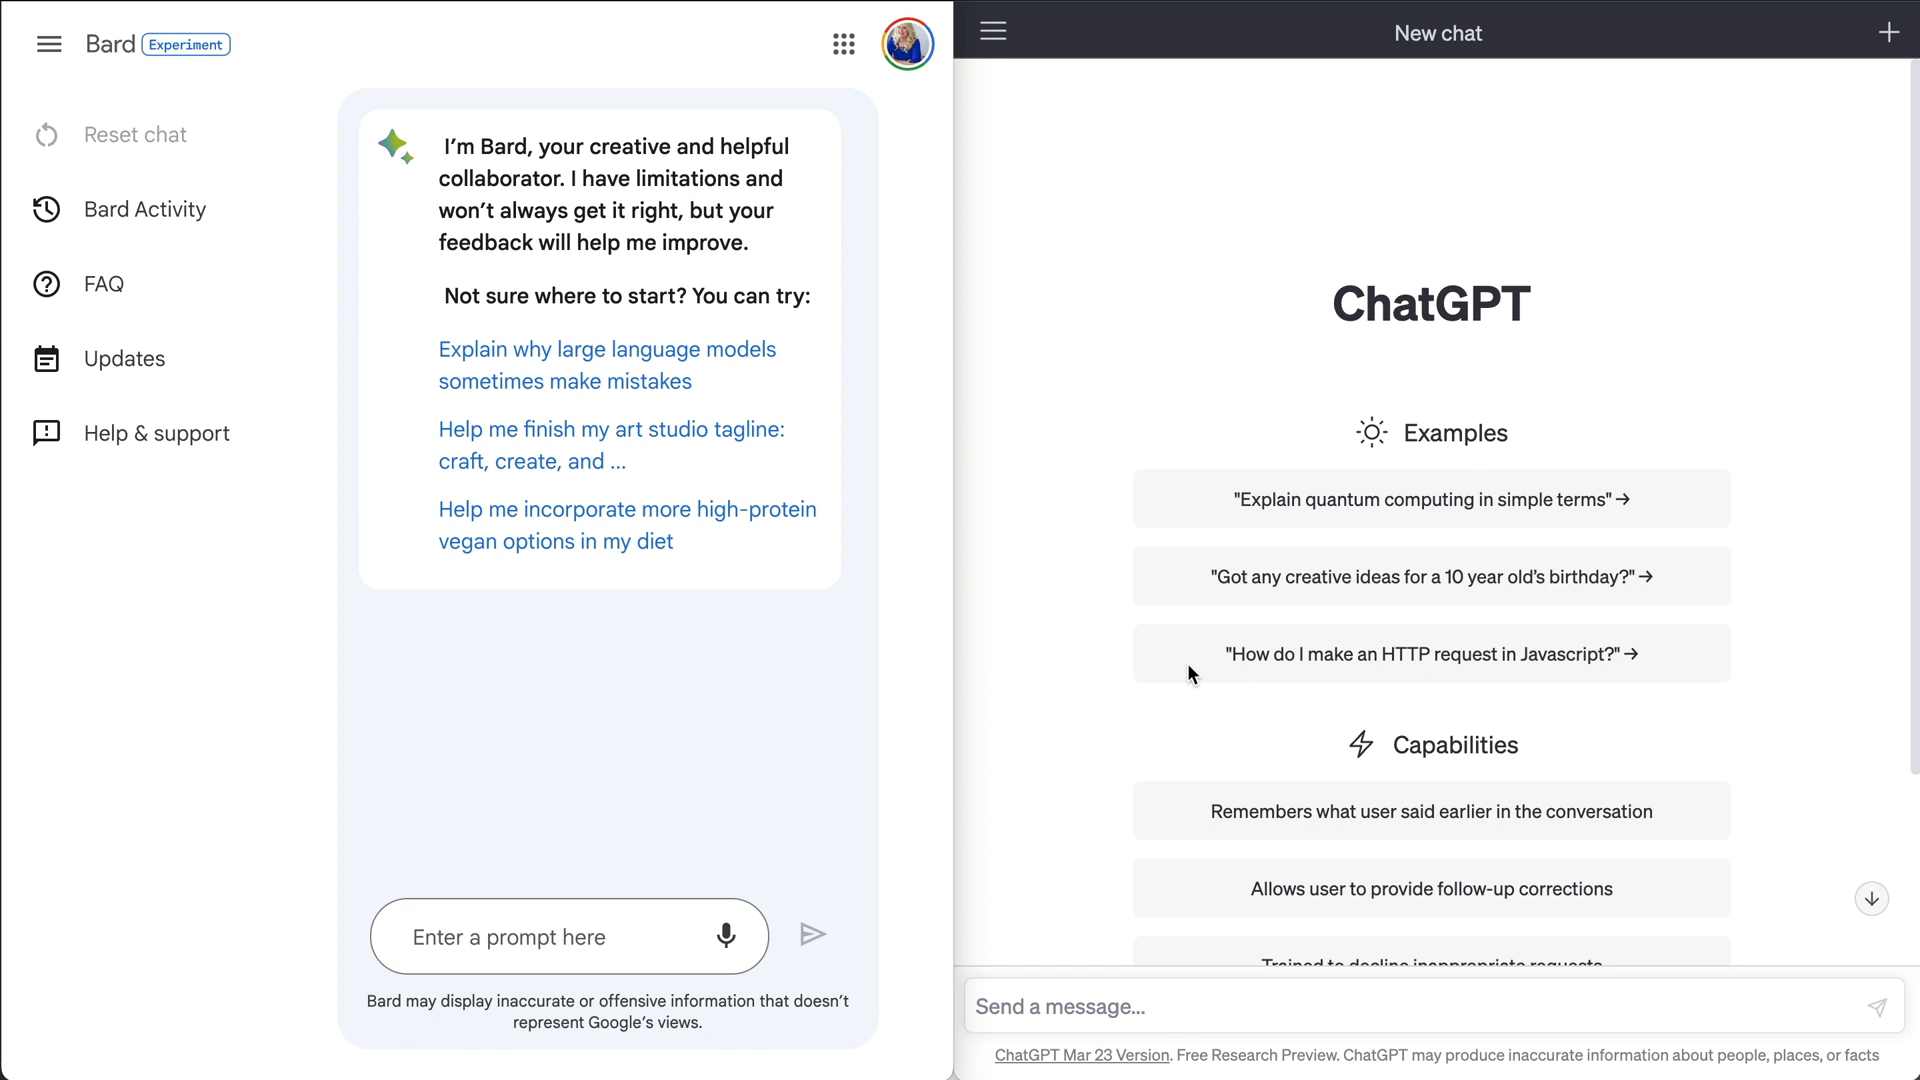 Bard Experiment
Reset chat
Bard Activity
FAQ
Updates
Help & support
I'm Bard, your creative and helpful
collaborator. I have limitations and
won't always get it right, but your
feedback will help me improve.
Not sure where to start? You can try:
Explain why large language models
sometimes make mistakes
Help me finish my art studio tagline:
craft, create, and ...
Help me incorporate more high-protein
vegan options in my diet
Enter a prompt here
Bard may display inaccurate or offensive information that doesn't
represent Google's views.
New chat
ChatGPT
Examples
"Explain quantum computing in simple terms" →
"Got any creative ideas for a 10 year old's birthday?" →
"How do I make an HTTP request in Javascript?" →
Capabilities
Remembers what user said earlier in the conversation
Allows user to provide follow-up corrections
Trained to decline inappropriate requests
Send a message...
ChatGPT Mar 23 Version. Free Research Preview. ChatGPT may produce inaccurate information about people, places, or facts